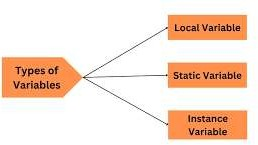 Types of
Variables
Local Variable
Static Variable
Instance
Variable